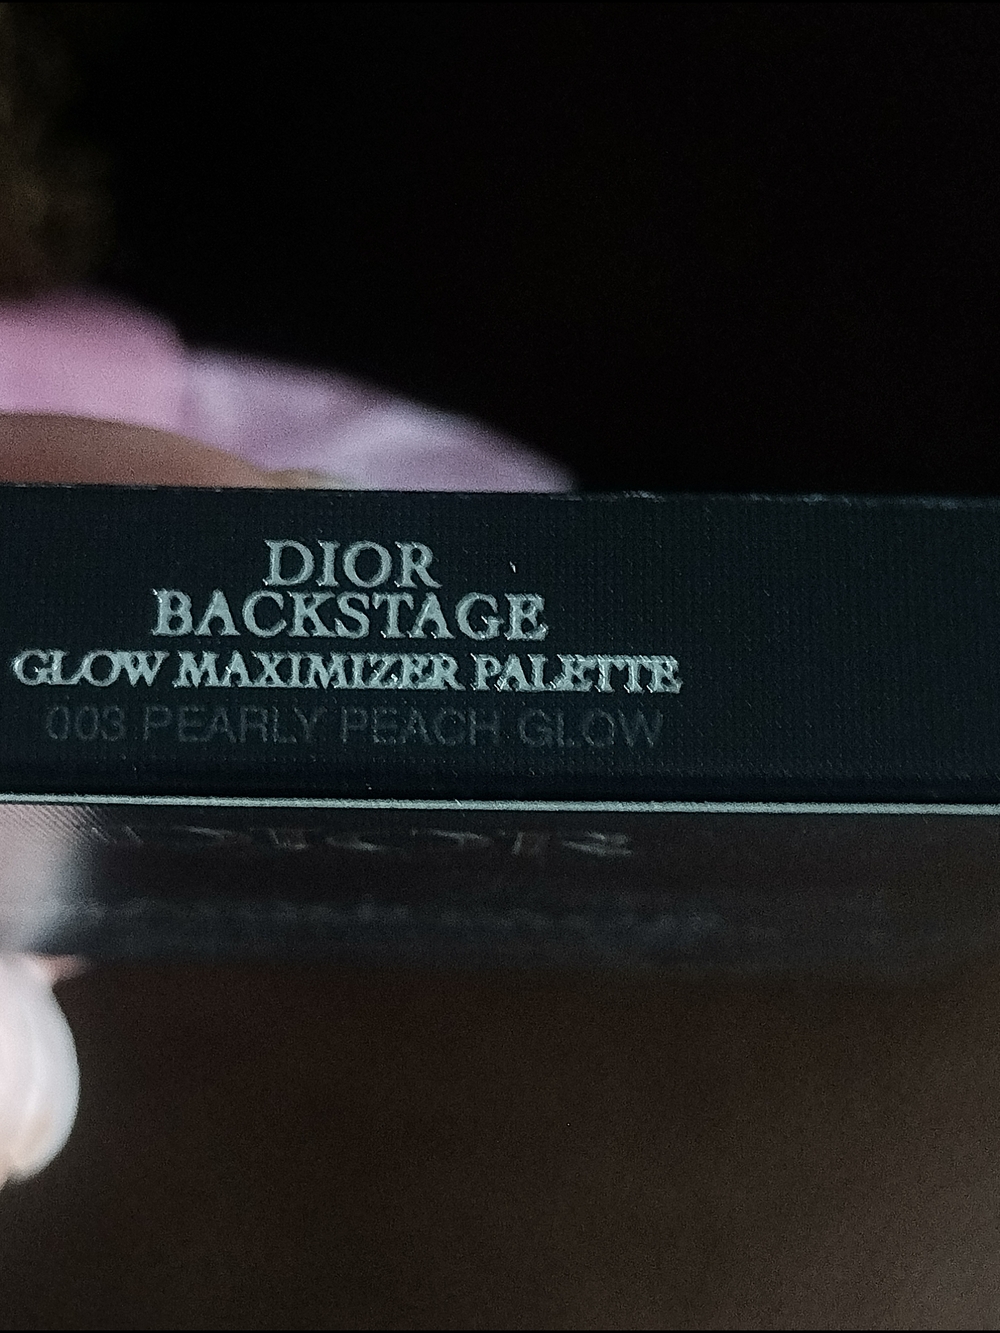 DIOR
BACKSTAGE
GLOW MAXIMIZER PALETTE
003 PEARLY PEACH GLOW